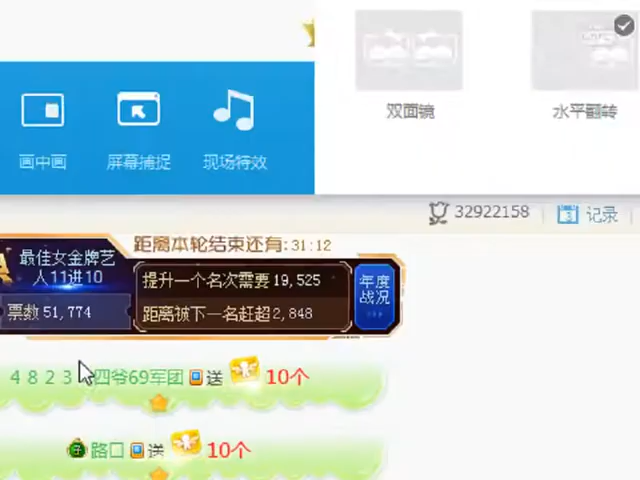 双面镜
水平翻转
画中画
屏幕捕捉
现场特效
32922158
记录
距离本轮结束还有:31:12
最佳女金牌艺
人11进10
提升一个名次需要19,525
年度
战况
票数51,774
距离被下一名赶超2,848
4 8 2 3 四爷69军团 送 10个
路口 送 10个